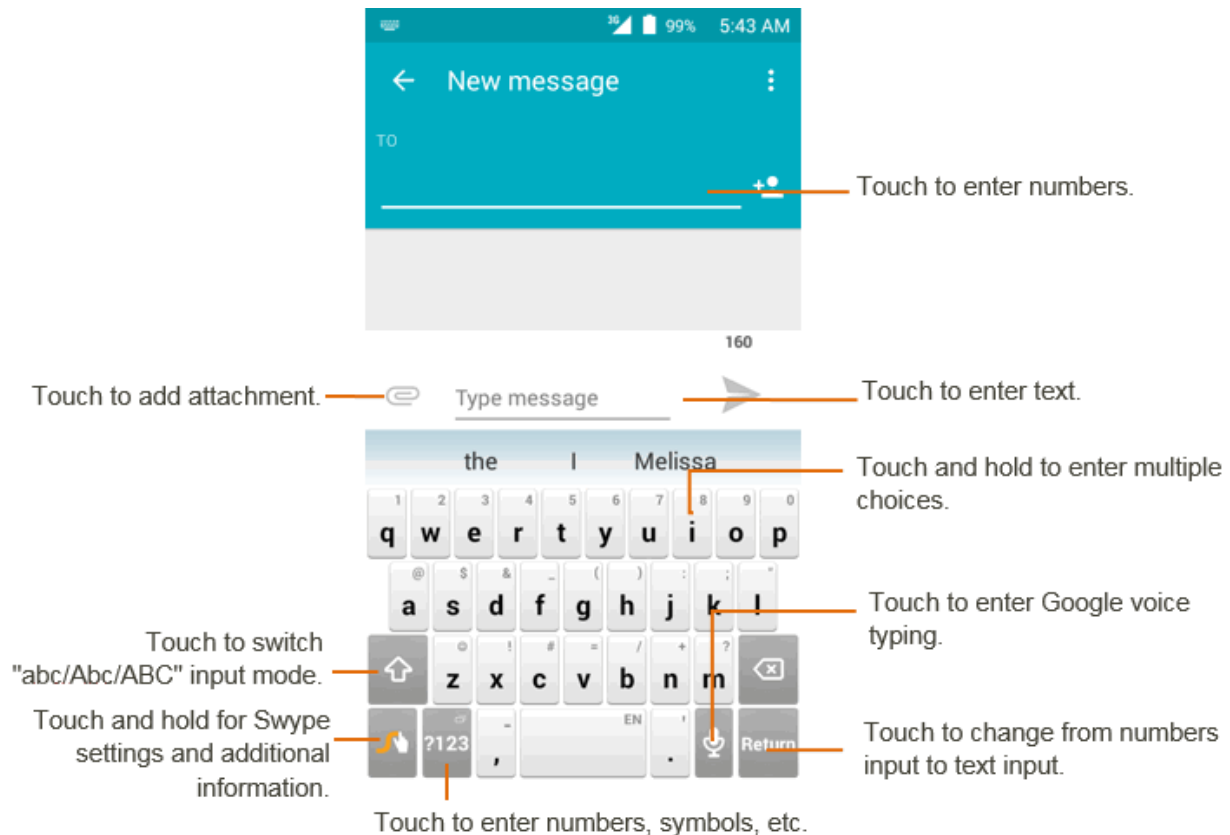 3G 99% 5:43 AM
New message
TO
Touch to enter numbers.
160
Touch to add attachment.
Type message
Touch to enter text.
the I Melissa
Touch and hold to enter multiple
choices.
1 2 3 4 5 6 7 8 9 0
q w e r t y u i o p
@ $ & _ ( ) : ; "
a s d f g h j k l
Touch to enter Google voice
typing.
Touch to switch
"abc/Abc/ABC" input mode.
! # = / + ?
z x c v b n m
Touch and hold for Swype
settings and additional
information.
- EN '
?123 , . Return
Touch to change from numbers
input to text input.
Touch to enter numbers, symbols, etc.